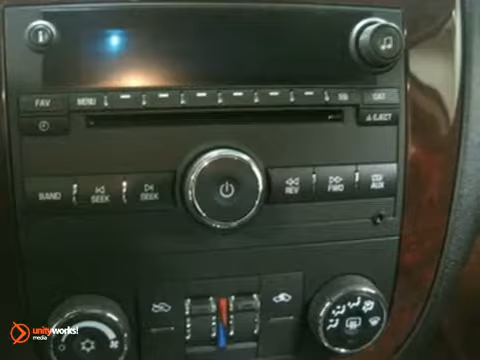 FAV MENU CAT
EJECT
BAND SEEK SEEK REV FWD AUX
unityworks!
media